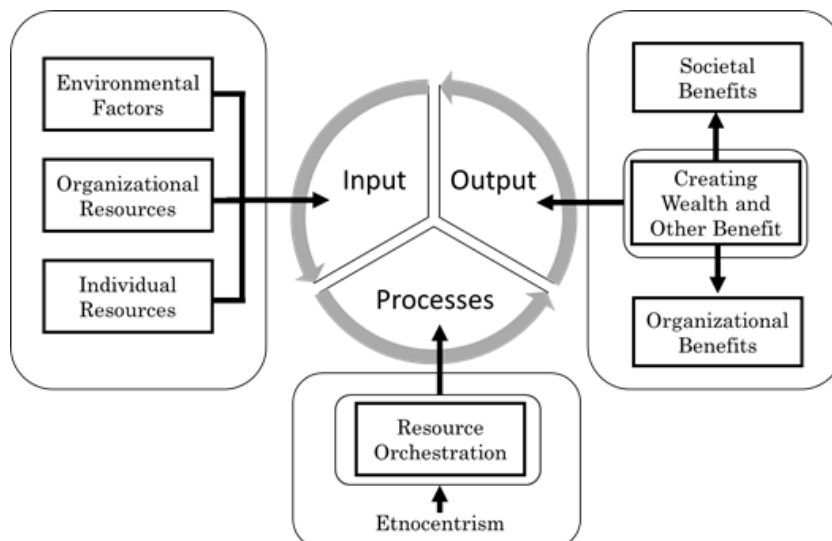 Environmental
Factors
Organizational
Resources
Individual
Resources
Input
Output
Processes
Societal
Benefits
Creating
Wealth and
Other Benefit
Organizational
Benefits
Resource
Orchestration
Etnocentrism